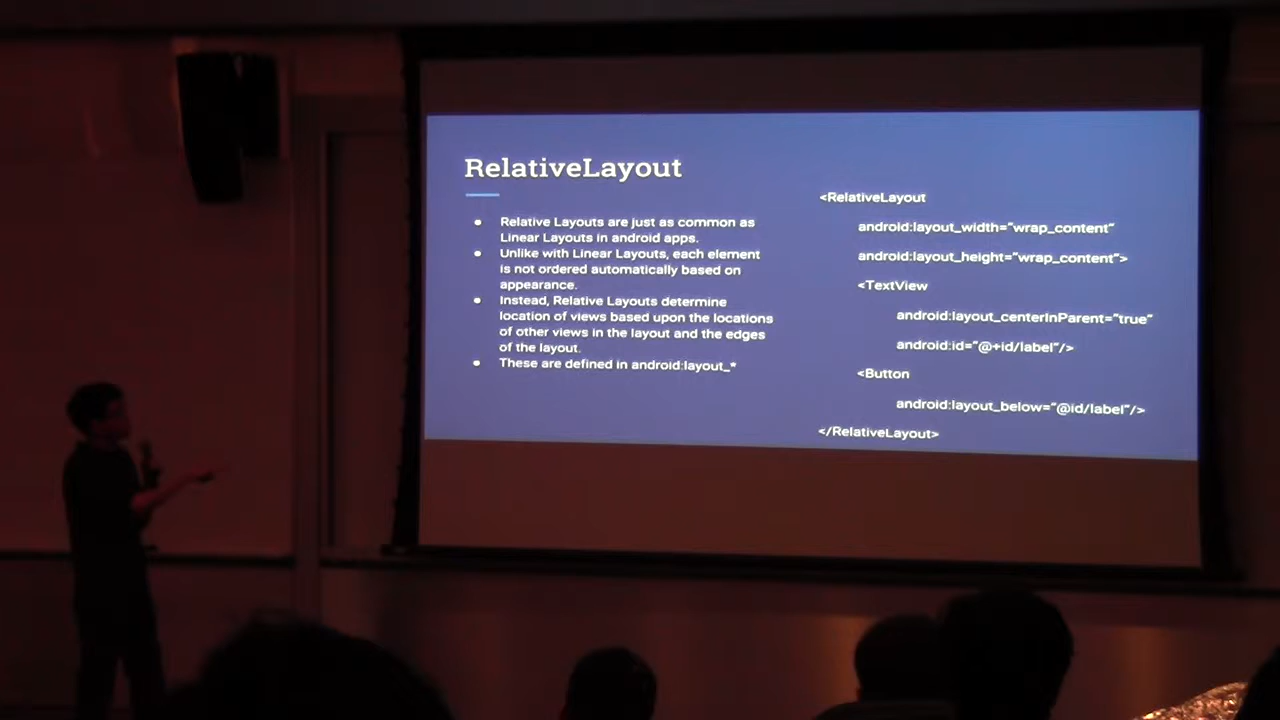 RelativeLayout
● Relative Layouts are just as common as
Linear Layouts in android apps.
● Unlike with Linear Layouts, each element
is not ordered automatically based on
appearance.
● Instead, Relative Layouts determine
location of views based upon the locations
of other views in the layout and the edges
of the layout.
● These are defined in android:layout_*
<RelativeLayout
android:layout_width="wrap_content"
android:layout_height="wrap_content">
<TextView
android:layout_centerInParent="true"
android:id="@+id/label"/>
<Button
android:layout_below="@id/label"/>
</RelativeLayout>